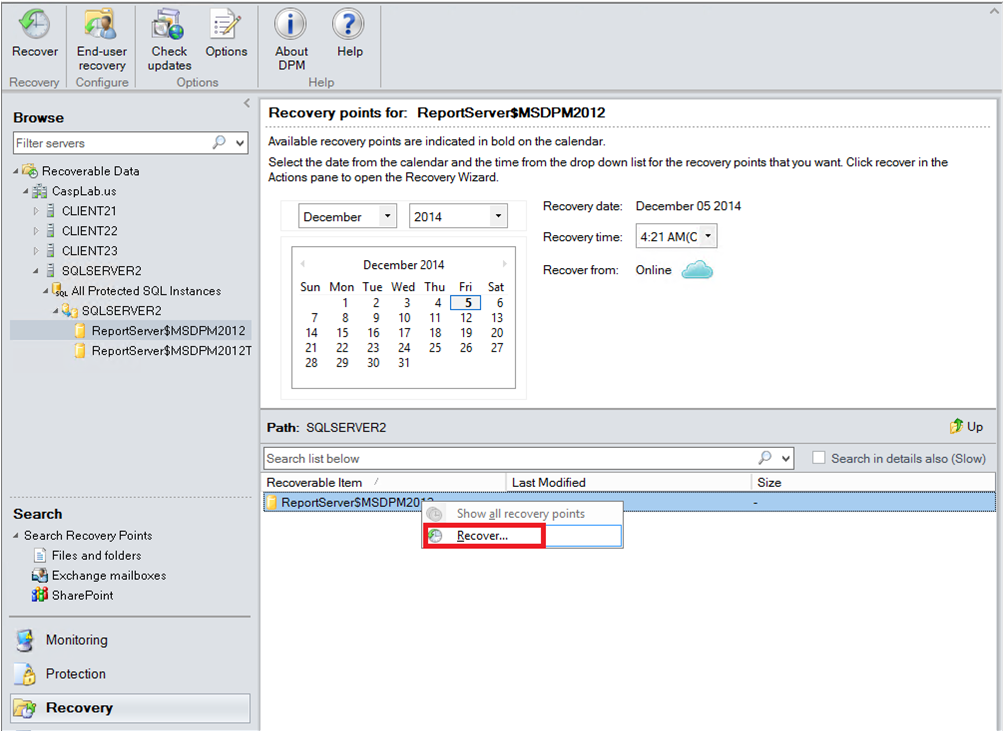 Recover
End-user
recovery
Check
updates
Options
About
DPM
Help
Recovery
Configure
Options
Help
Browse
Filter servers
Recoverable Data
CaspLab.us
CLIENT21
CLIENT22
CLIENT23
SQLSERVER2
All Protected SQL Instances
SQLSERVER2
ReportServer$MSDPM2012
ReportServer$MSDPM2012T
Search
Search Recovery Points
Files and folders
Exchange mailboxes
SharePoint
Monitoring
Protection
Recovery
Recovery points for: ReportServer$MSDPM2012
Available recovery points are indicated in bold on the calendar.
Select the date from the calendar and the time from the drop down list for the recovery points that you want. Click recover in the
Actions pane to open the Recovery Wizard.
December 2014
December 2014
Sun Mon Tue Wed Thu Fri Sat
1 2 3 4 5 6
7 8 9 10 11 12 13
14 15 16 17 18 19 20
21 22 23 24 25 26 27
28 29 30 31
Recovery date: December 05 2014
Recovery time: 4:21 AM(C
Recover from: Online
Path: SQLSERVER2
Up
Search list below
Search in details also (Slow)
Recoverable Item Last Modified Size
ReportServer$MSDPM2012 -
Show all recovery points
Recover...